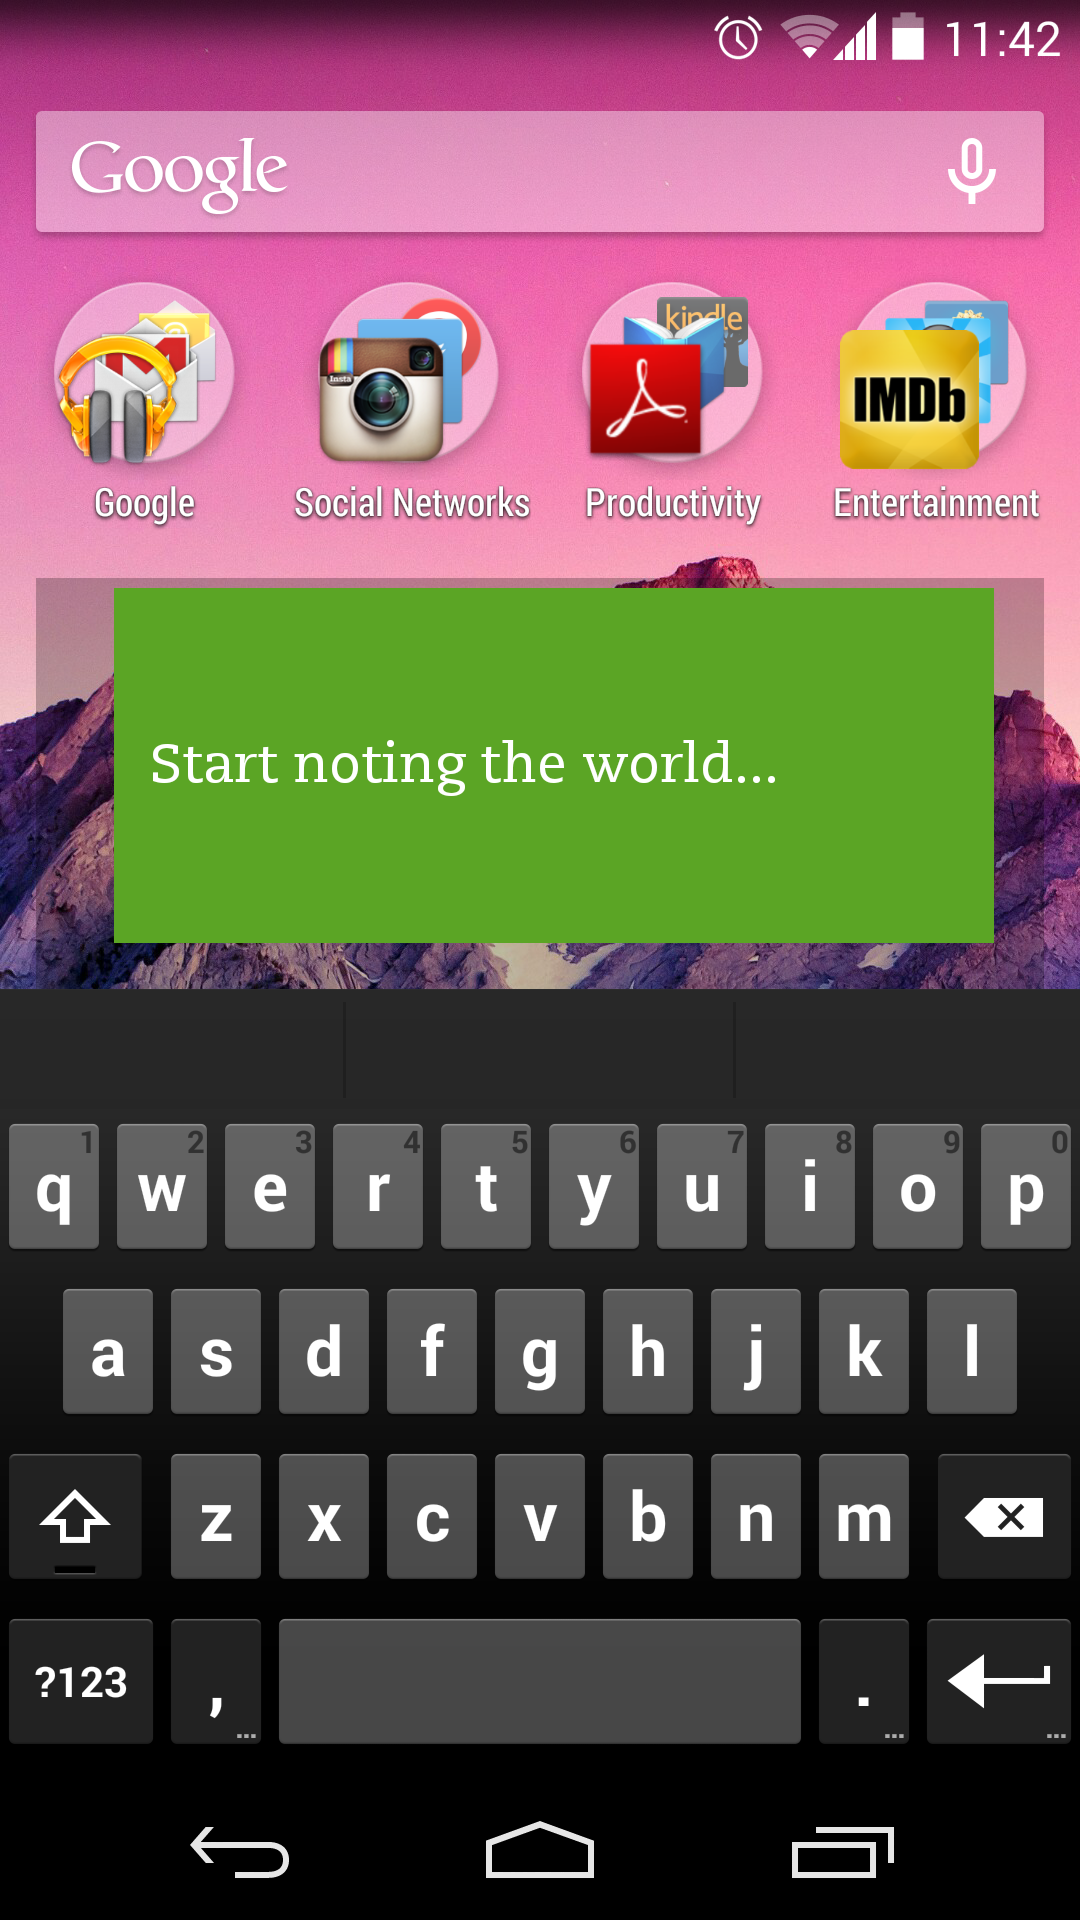 11:42
Google
kindle
Insta
IMDb
Google Social Networks Productivity Entertainment
Start noting the world...
1 2 3 4 5 6 7 8 9 0
q w e r t y u i o p
a s d f g h j k l
z x c v b n m
?123 , .